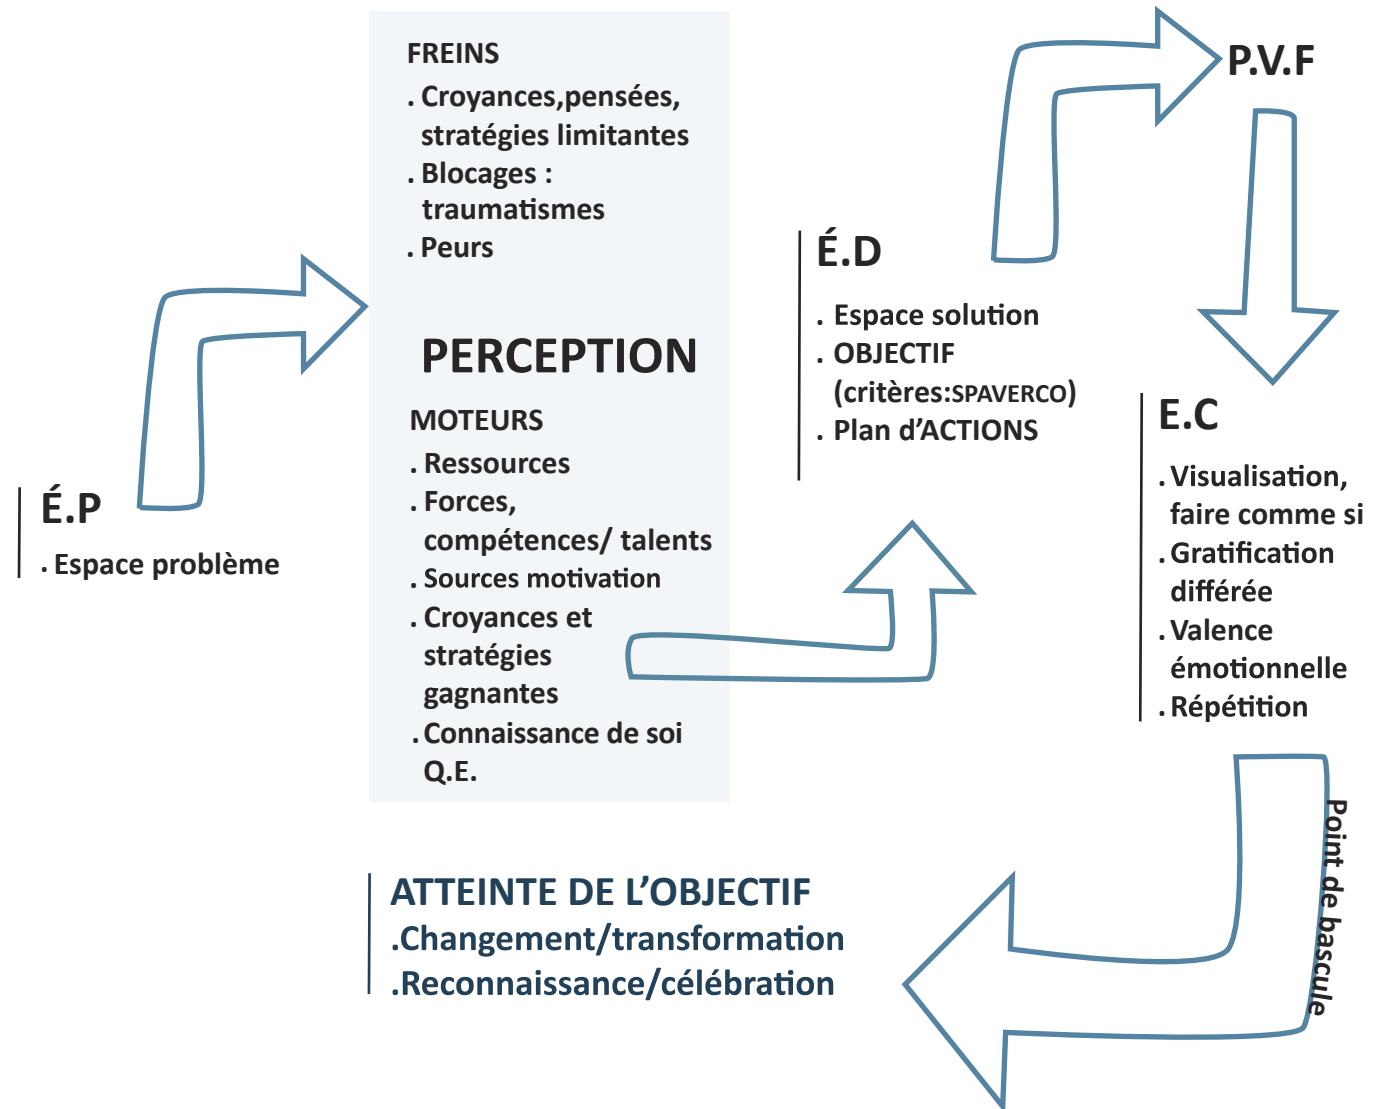 É.P
. Espace problème
FREINS
. Croyances,pensées,
stratégies limitantes
. Blocages :
traumatismes
. Peurs
PERCEPTION
MOTEURS
. Ressources
. Forces,
compétences/ talents
. Sources motivation
. Croyances et
stratégies
gagnantes
. Connaissance de soi
Q.E.
É.D
. Espace solution
. OBJECTIF
(critères:SPAVERCO)
. Plan d’ACTIONS
P.V.F
E.C
. Visualisation,
faire comme si
. Gratification
différée
. Valence
émotionnelle
. Répétition
Point de bascule
ATTEINTE DE L’OBJECTIF
.Changement/transformation
.Reconnaissance/célébration